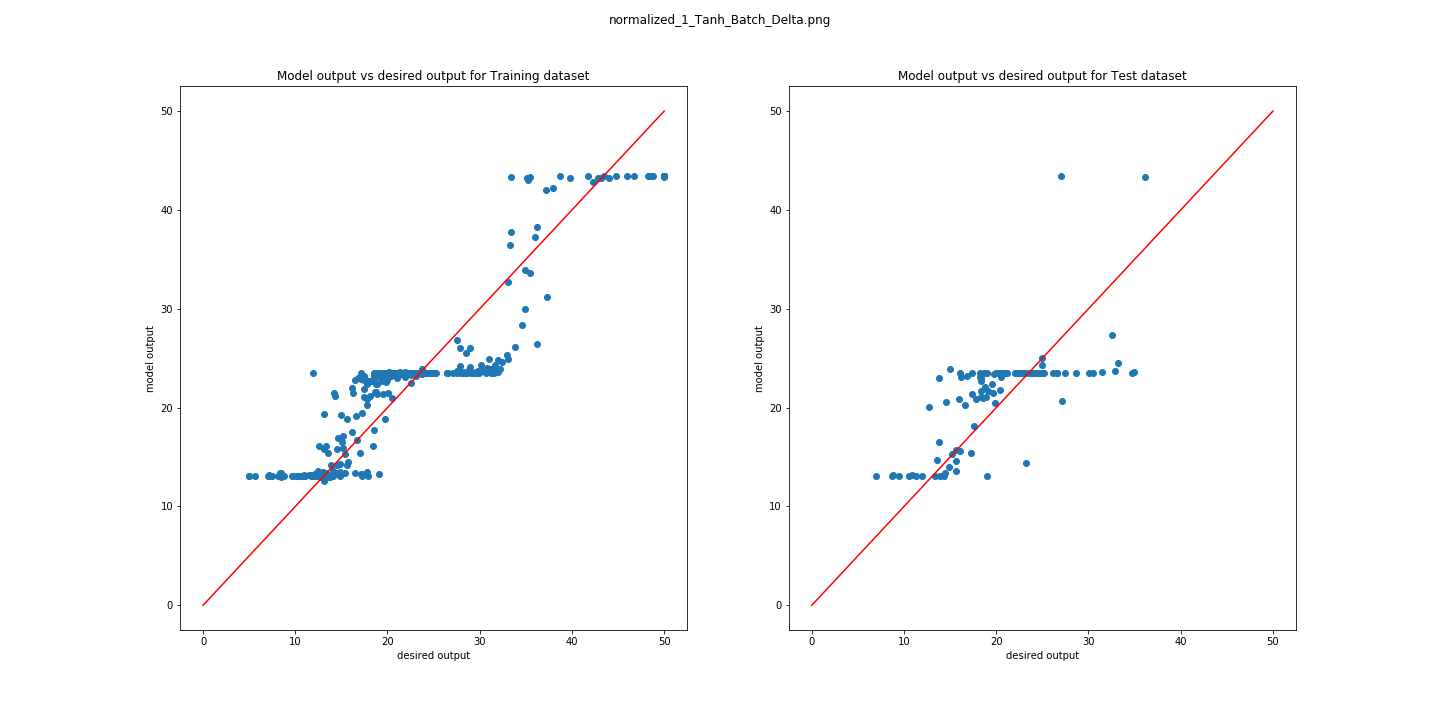 normalized_1_Tanh_Batch_Delta.png
Model output vs desired output for Training dataset
50
40
30
20
10
0
model output
0 10 20 30 40 50
desired output
Model output vs desired output for Test dataset
50
40
30
20
10
0
model output
0 10 20 30 40 50
desired output